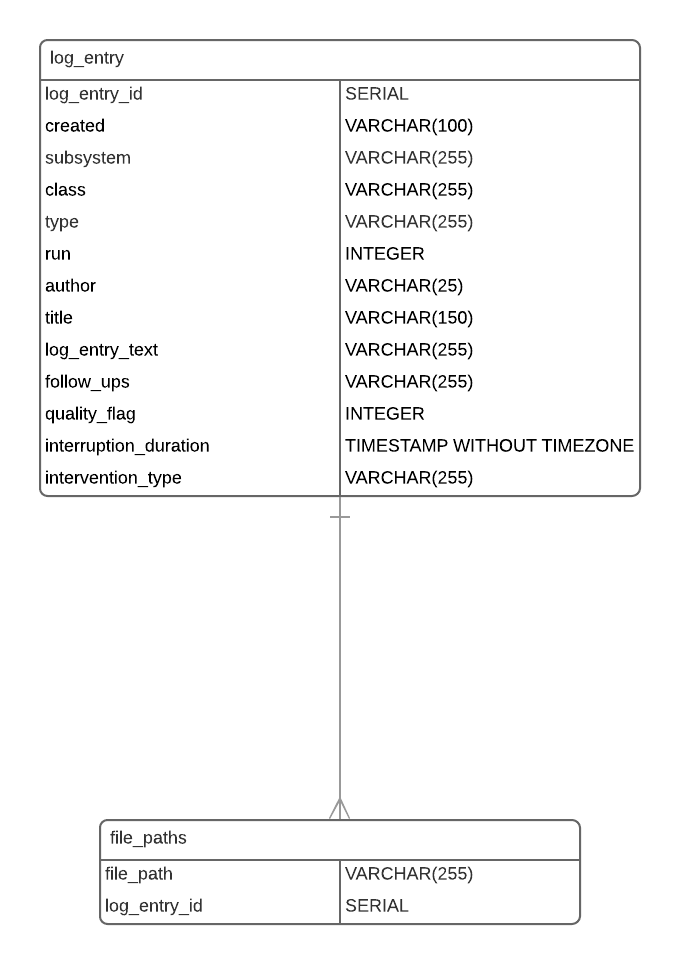 log_entry
log_entry_id SERIAL
created VARCHAR(100)
subsystem VARCHAR(255)
class VARCHAR(255)
type VARCHAR(255)
run INTEGER
author VARCHAR(25)
title VARCHAR(150)
log_entry_text VARCHAR(255)
follow_ups VARCHAR(255)
quality_flag INTEGER
interruption_duration TIMESTAMP WITHOUT TIMEZONE
intervention_type VARCHAR(255)
file_paths
file_path VARCHAR(255)
log_entry_id SERIAL